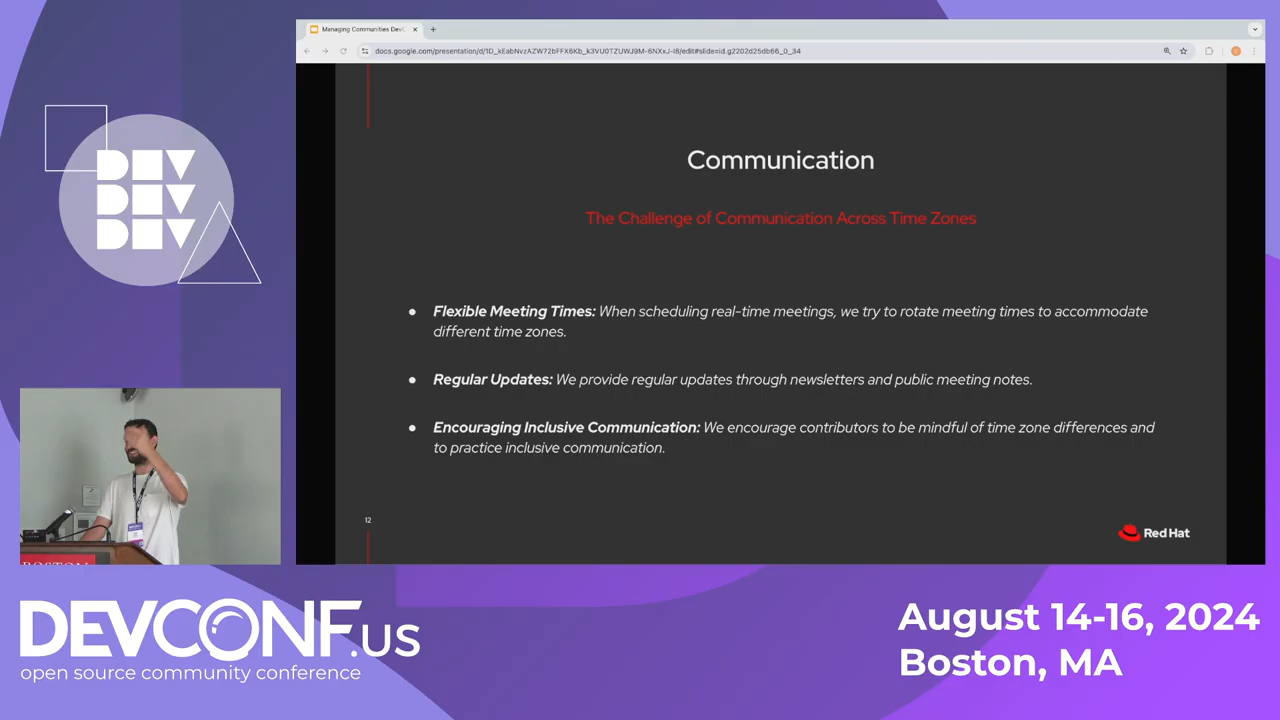 Managing Communities DevC
docs.google.com/presentation/d/1D_kEabNvzAZW72bFFX6Kb_k3VU0TZUWJ9M-6NXxJ-I8/edit#slide=id.g2202d25db66_0_34
DEV
DEV
DEV
Communication
The Challenge of Communication Across Time Zones
● Flexible Meeting Times: When scheduling real-time meetings, we try to rotate meeting times to accommodate
different time zones.
● Regular Updates: We provide regular updates through newsletters and public meeting notes.
● Encouraging Inclusive Communication: We encourage contributors to be mindful of time zone differences and
to practice inclusive communication.
12
Red Hat
BOSTON
DEVCONF.US
open source community conference
August 14-16, 2024
Boston, MA